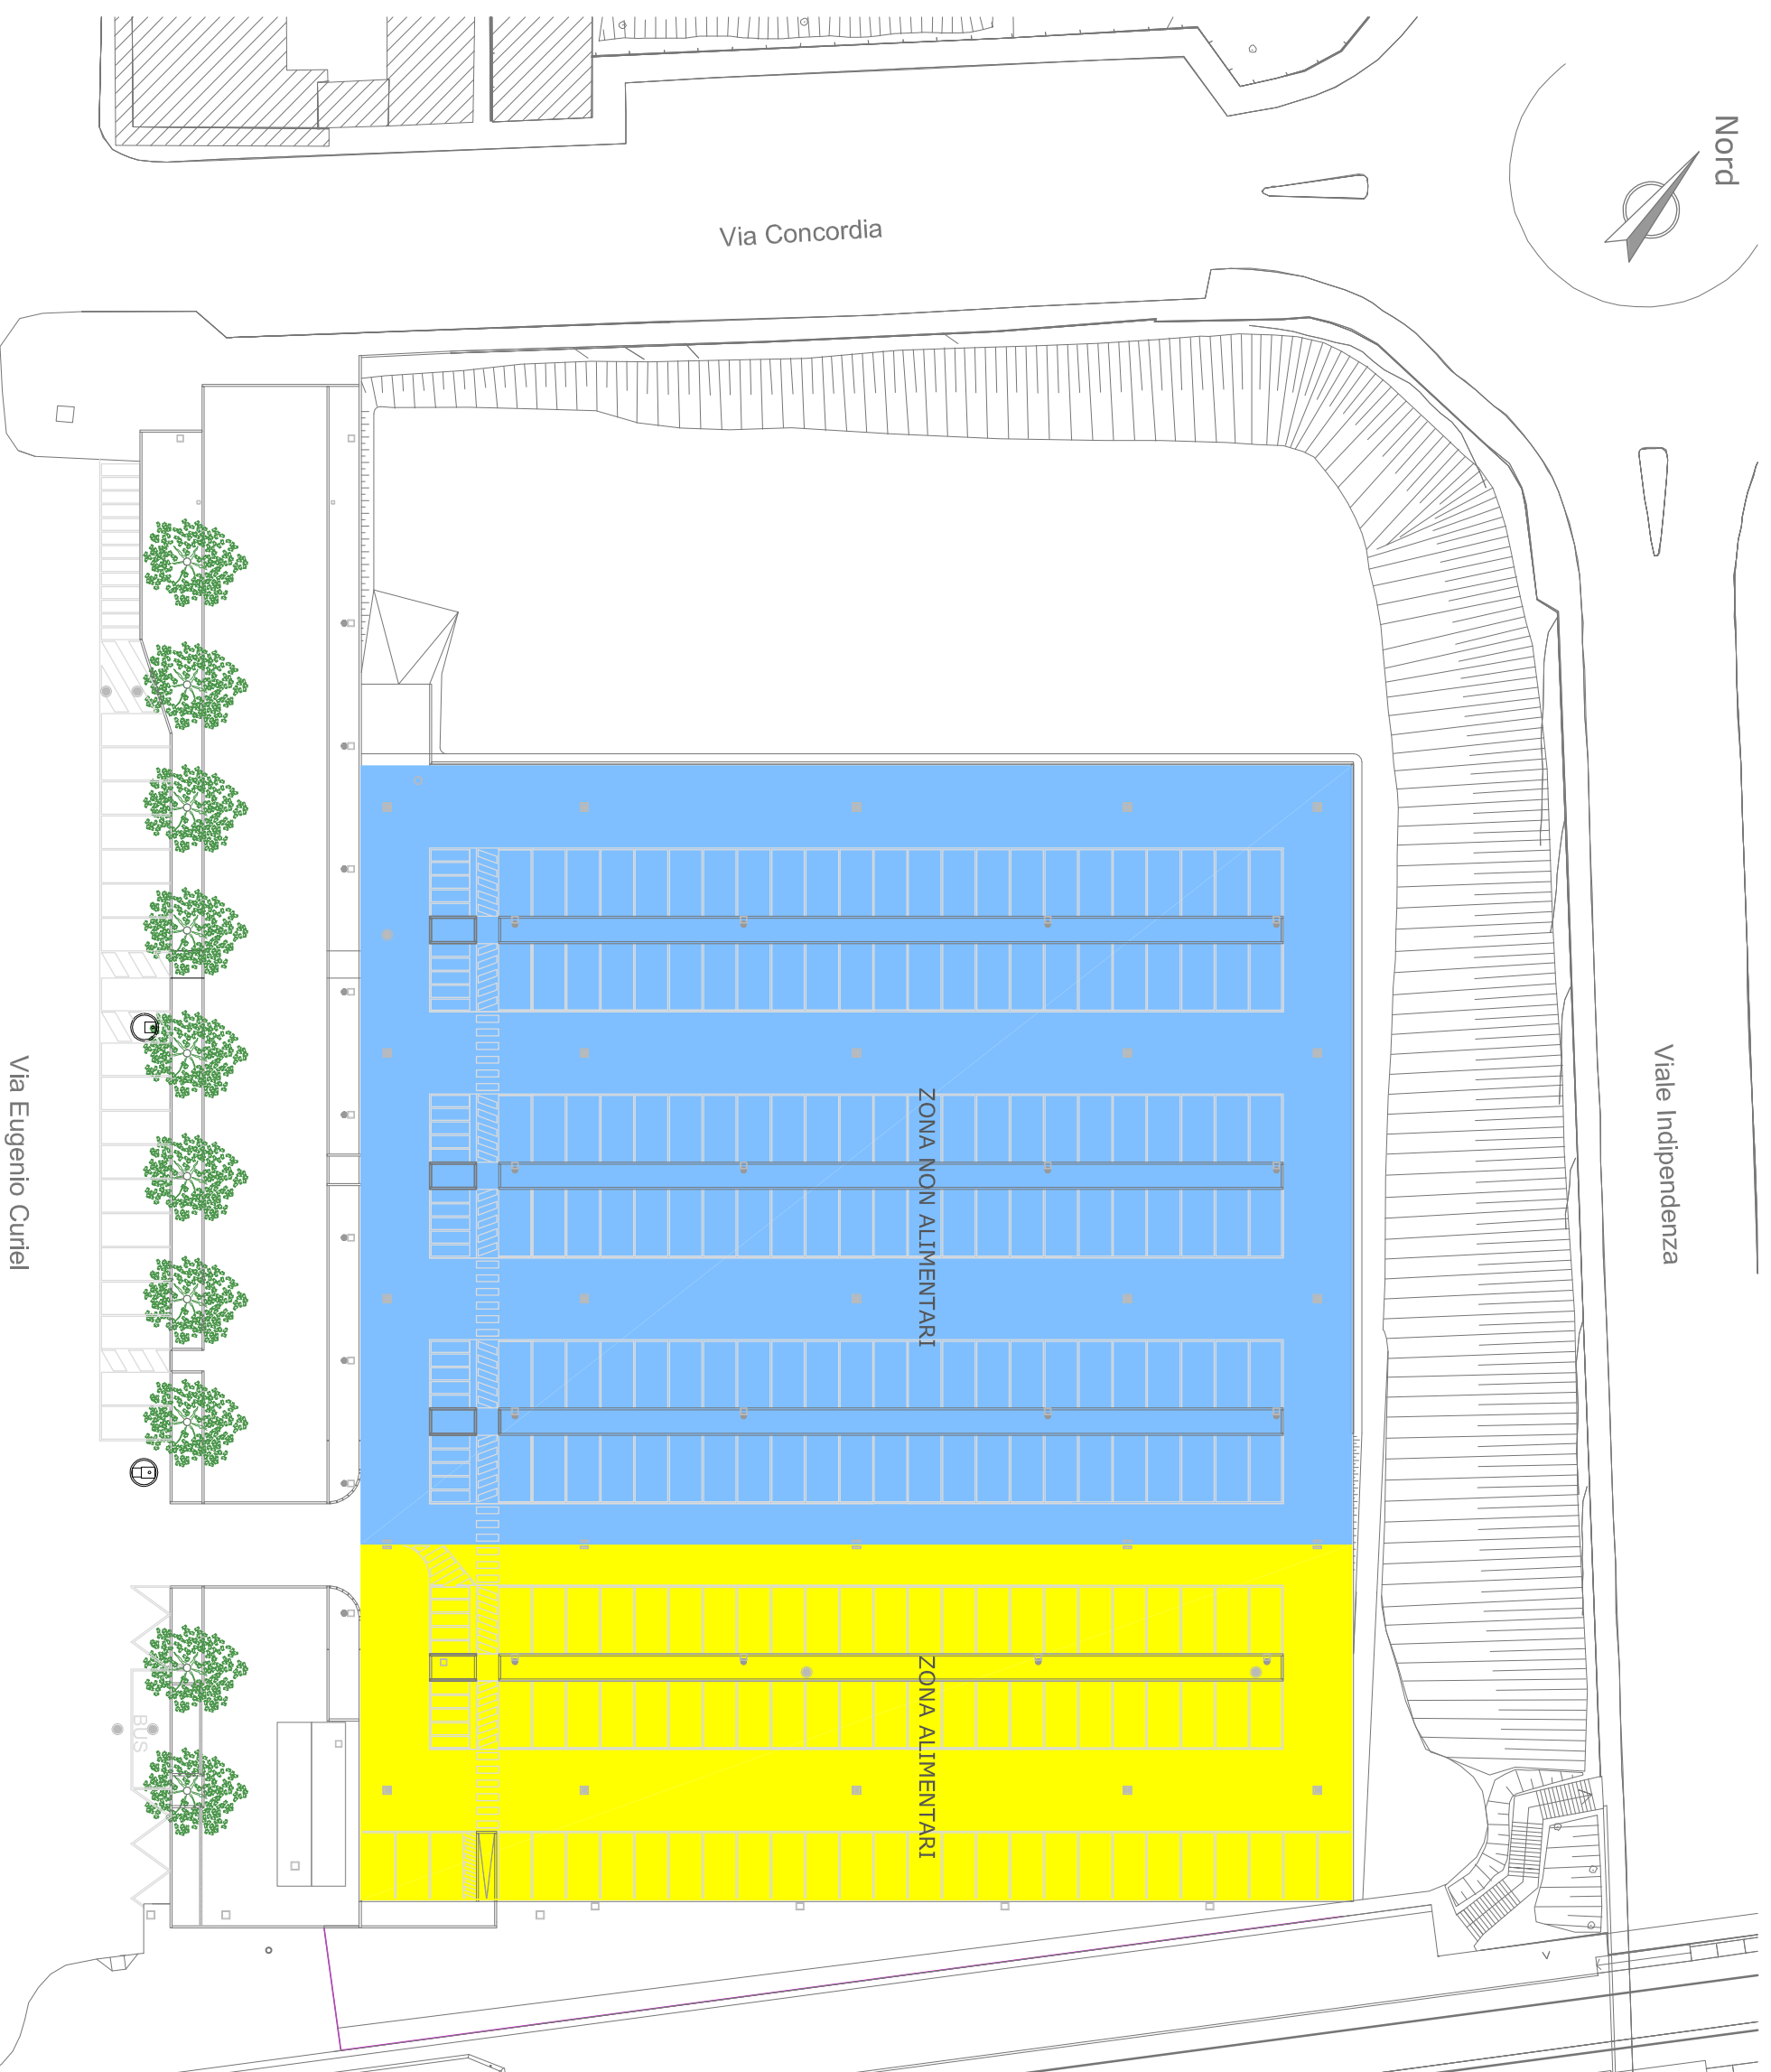 Nord
Via Concordia
Viale Indipendenza
Via Eugenio Curiel
ZONA NON ALIMENTARI
ZONA ALIMENTARI
BUS